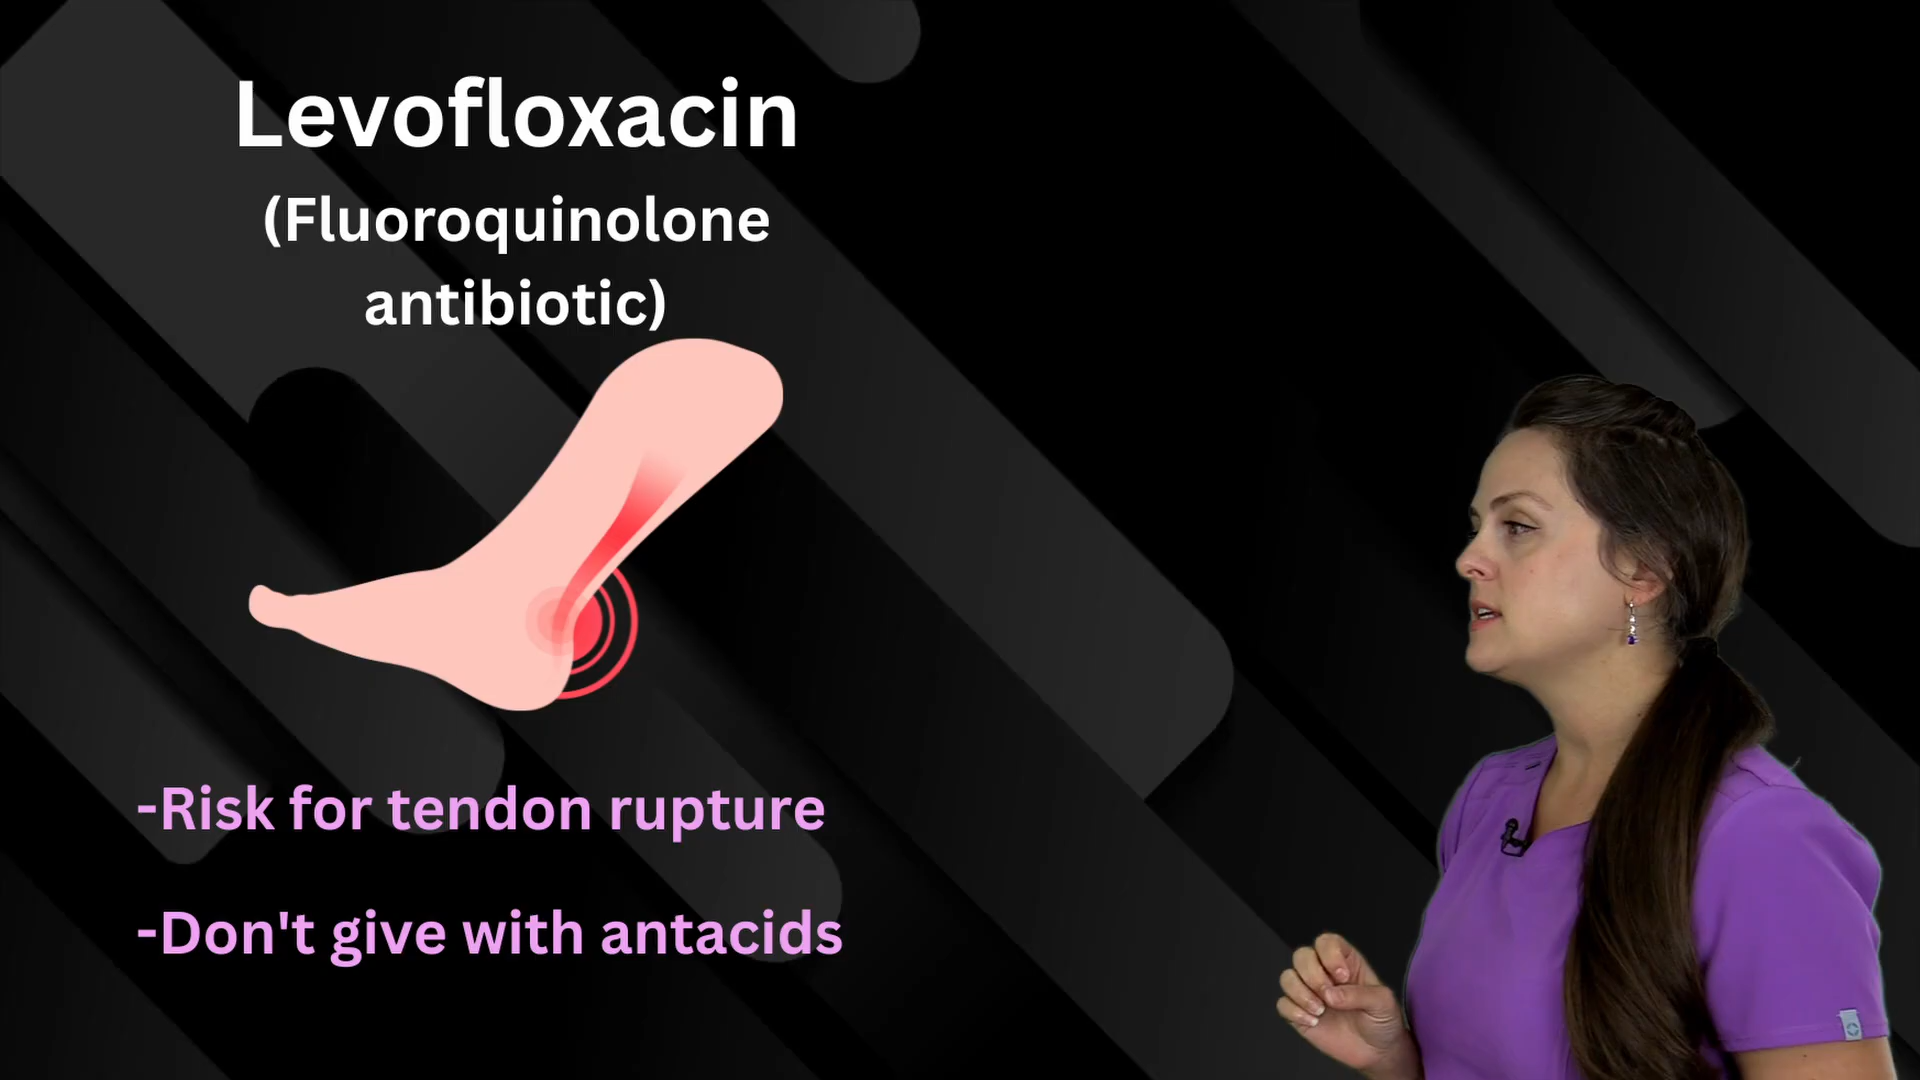 Levofloxacin
(Fluoroquinolone
antibiotic)
-Risk for tendon rupture
-Don't give with antacids